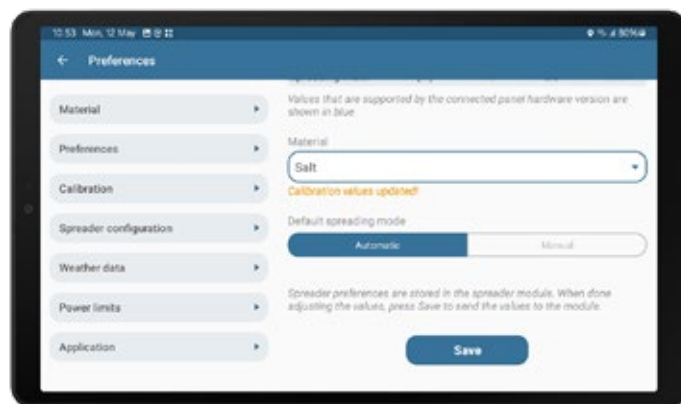 10:53 Mon, 12 May
80%
Preferences
Material
Preferences
Calibration
Spreader configuration
Weather data
Power limits
Application
Values that are supported by the connected panel hardware version are
shown in blue
Material
Salt
Calibration values updated!
Default spreading mode
Automatic
Manual
Spreader preferences are stored in the spreader module. When done
adjusting the values, press Save to send the values to the module.
Save